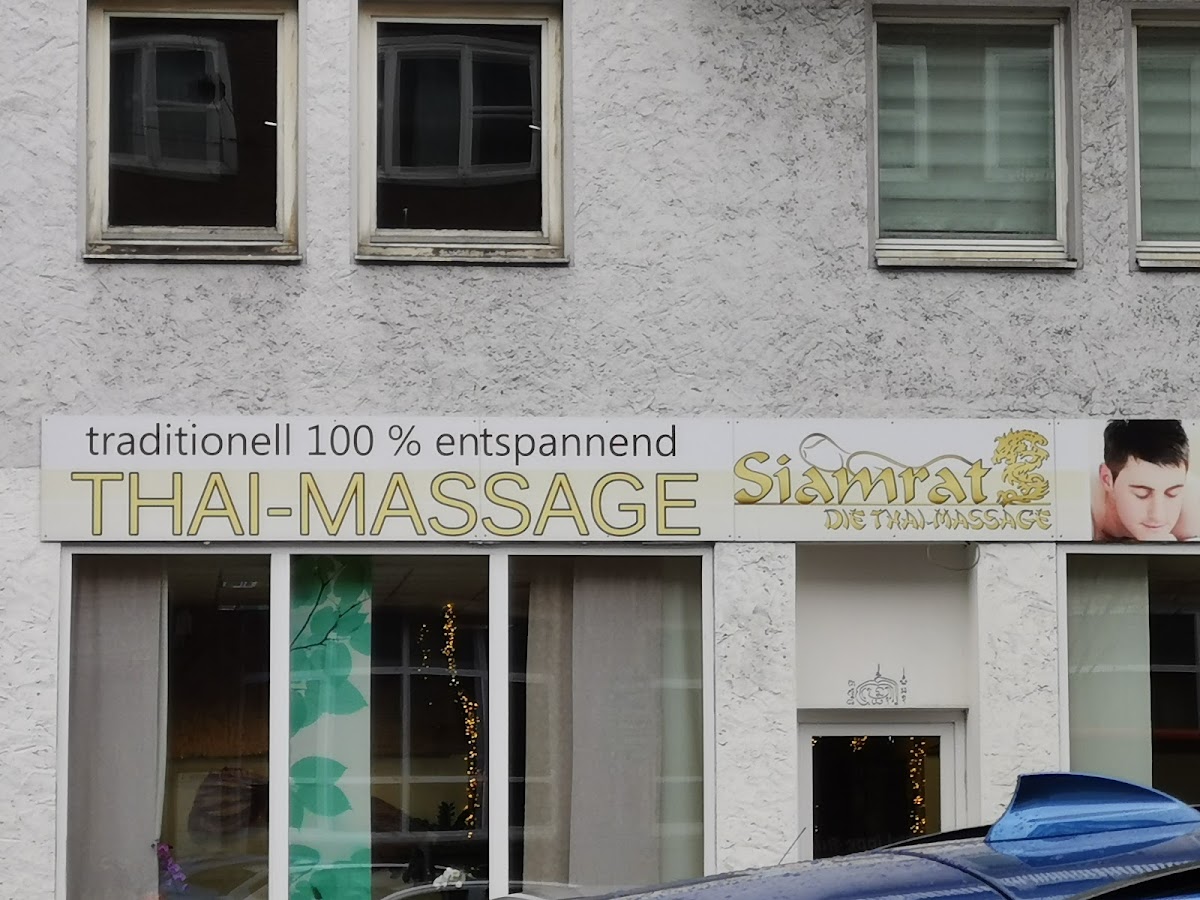 traditionell 100 % entspannend
THAI-MASSAGE
Siamrat
DIE THAI-MASSAGE